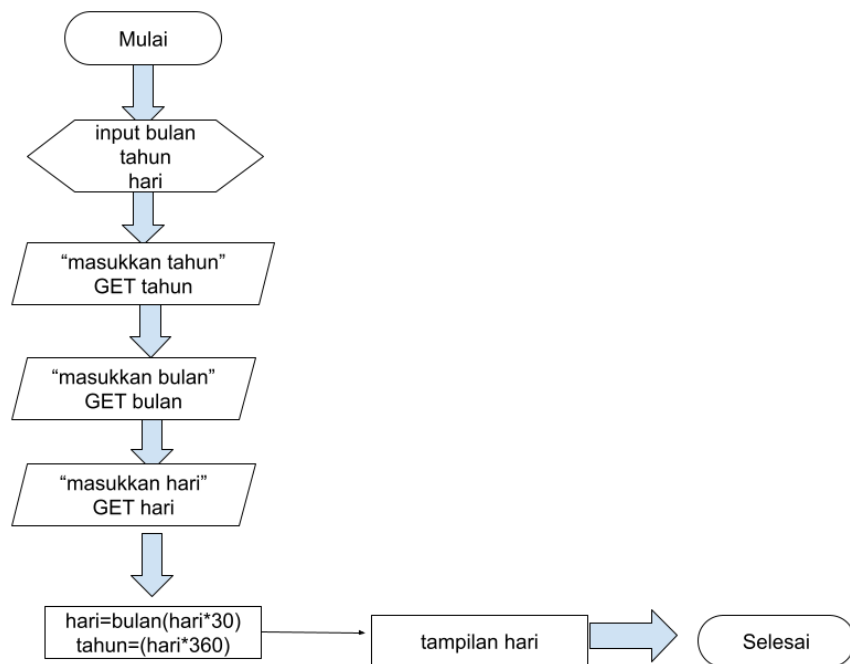 Mulai
input bulan
tahun
hari
“masukkan tahun”
GET tahun
“masukkan bulan”
GET bulan
“masukkan hari”
GET hari
hari=bulan(hari*30)
tahun=(hari*360)
tampilan hari
Selesai